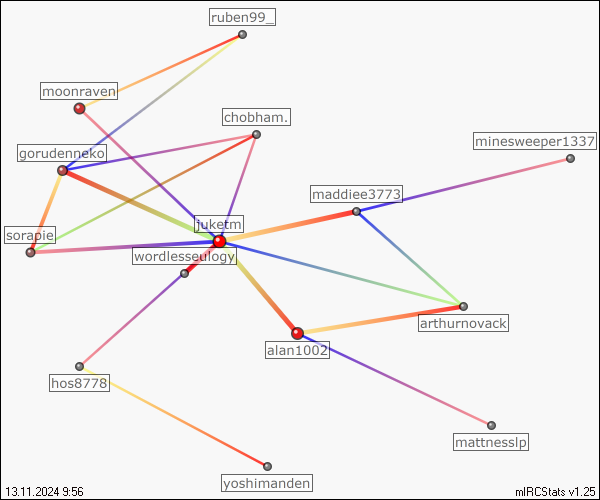 ruben99_
moonraven
chobham.
minesweeper1337
gorudenneko
maddiee3773
juketm
sorapie
wordlesseulogy
arthurnovack
alan1002
hos8778
mattnesslp
yoshimanden
13.11.2024 9:56
mIRCStats v1.25